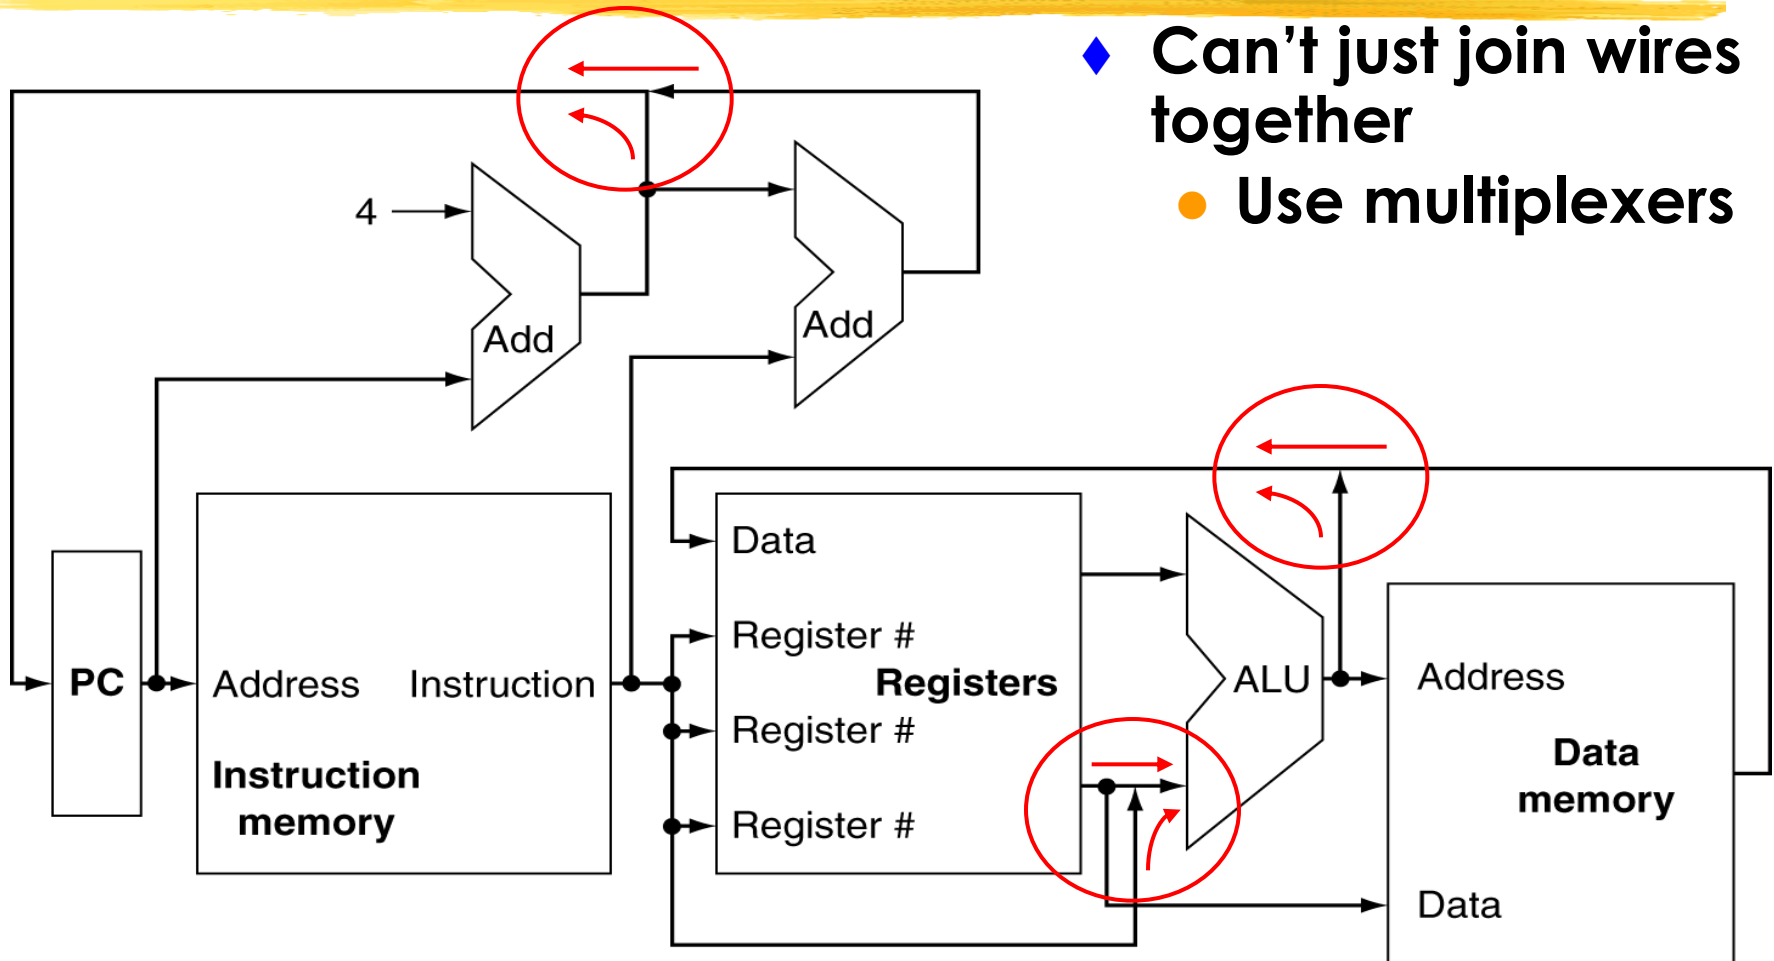 Can't just join wires
together
Use multiplexers
4
Add
Add
Data
Register #
PC
Address
Instruction
Registers
ALU
Address
Register #
Instruction
memory
Data
memory
Register #
Data